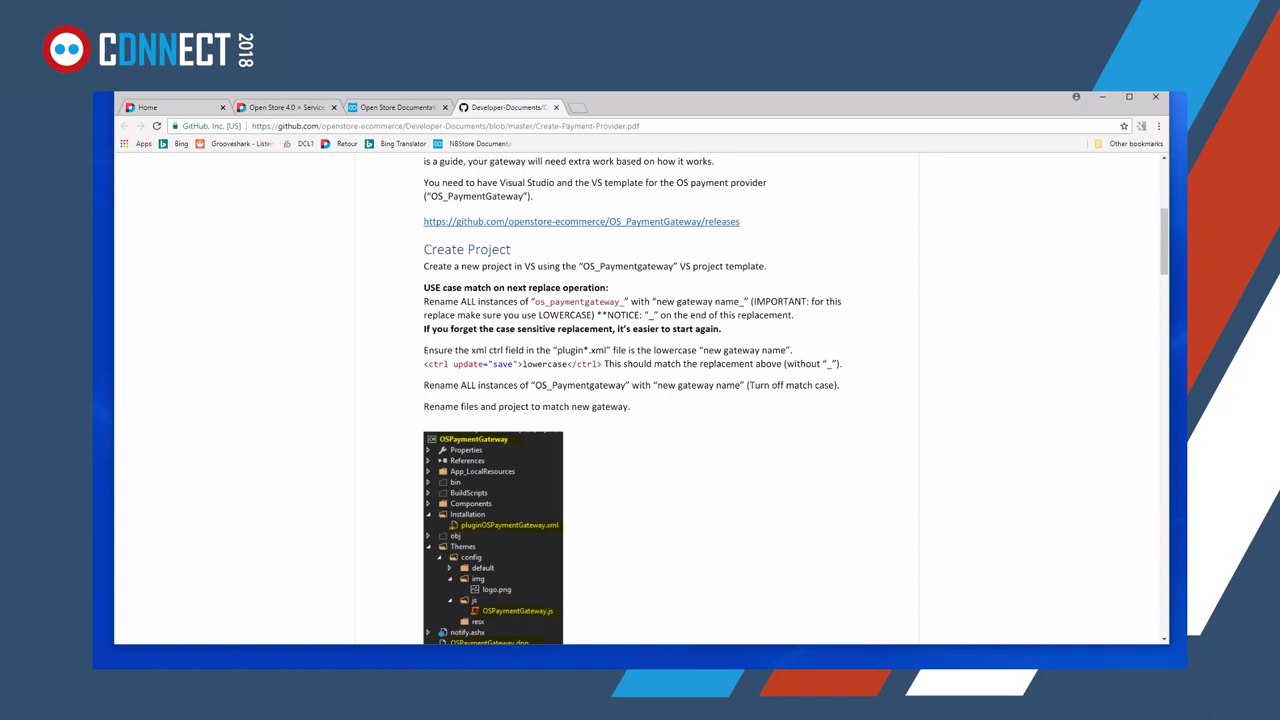 CDNNECT 2018
Home
Open Store 4.0 > Service
Open Store Documentat
Developer-Documents/C
GitHub, Inc. [US]
https://github.com/openstore-ecommerce/Developer-Documents/blob/master/Create-Payment-Provider.pdf
Apps
Bing
Grooveshark - Listen
DCL1
Retour
Bing Translator
NBStore Documenta
Other bookmarks
is a guide, your gateway will need extra work based on how it works.
You need to have Visual Studio and the VS template for the OS payment provider
(“OS_PaymentGateway”).
https://github.com/openstore-ecommerce/OS_PaymentGateway/releases
Create Project
Create a new project in VS using the “OS_Paymentgateway” VS project template.
USE case match on next replace operation:
Rename ALL instances of “os_paymentgateway_” with “new gateway name_” (IMPORTANT: for this
replace make sure you use LOWERCASE) **NOTICE: “_” on the end of this replacement.
If you forget the case sensitive replacement, it’s easier to start again.
Ensure the xml ctrl field in the “plugin*.xml” file is the lowercase “new gateway name”.
<ctrl update="save">lowercase</ctrl> This should match the replacement above (without “_”).
Rename ALL instances of “OS_Paymentgateway” with “new gateway name” (Turn off match case).
Rename files and project to match new gateway.
OSPaymentGateway
Properties
References
App_LocalResources
bin
BuildScripts
Components
Installation
pluginOSPaymentGateway.xml
obj
Themes
config
default
img
logo.png
js
OSPaymentGateway.js
resx
notify.ashx
OSPaymentGateway.dnn